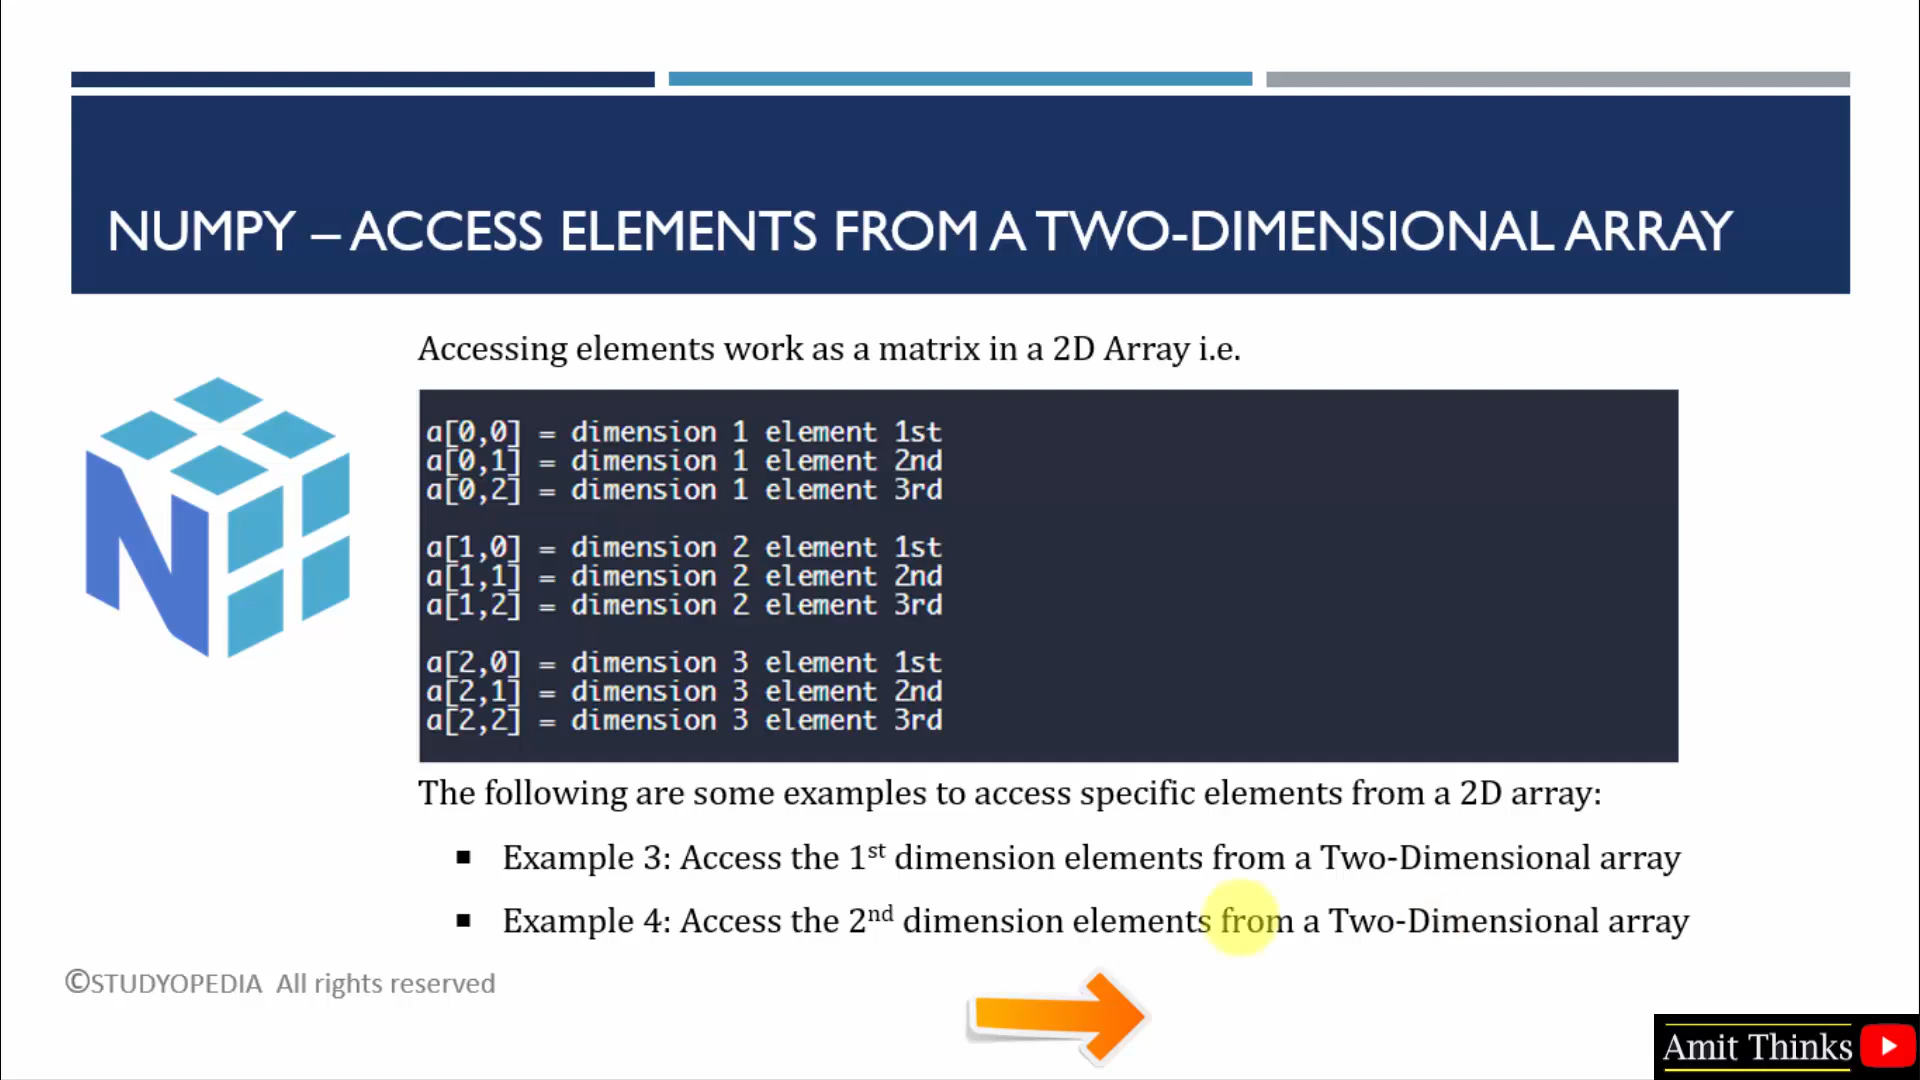 NUMPY – ACCESS ELEMENTS FROM A TWO-DIMENSIONAL ARRAY
Accessing elements work as a matrix in a 2D Array i.e.
a[0,0] = dimension 1 element 1st
a[0,1] = dimension 1 element 2nd
a[0,2] = dimension 1 element 3rd
a[1,0] = dimension 2 element 1st
a[1,1] = dimension 2 element 2nd
a[1,2] = dimension 2 element 3rd
a[2,0] = dimension 3 element 1st
a[2,1] = dimension 3 element 2nd
a[2,2] = dimension 3 element 3rd
The following are some examples to access specific elements from a 2D array:
▪ Example 3: Access the 1st dimension elements from a Two-Dimensional array
▪ Example 4: Access the 2nd dimension elements from a Two-Dimensional array
©STUDYOPEDIA All rights reserved
Amit Thinks